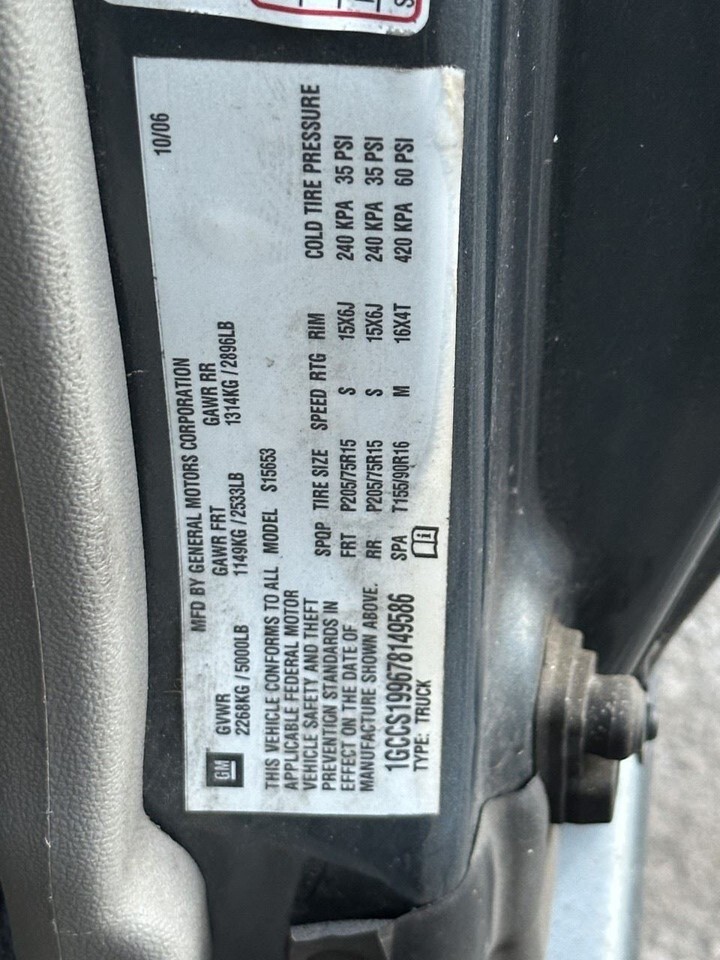 MFD BY GENERAL MOTORS CORPORATION 10/06
GVWR GAWR FRT GAWR RR
2268KG / 5000LB 1149KG / 2533LB 1314KG / 2896LB
GM
THIS VEHICLE CONFORMS TO ALL MODEL S15653
APPLICABLE FEDERAL MOTOR
VEHICLE SAFETY AND THEFT
PREVENTION STANDARDS IN
EFFECT ON THE DATE OF
MANUFACTURE SHOWN ABOVE.
SPQP TIRE SIZE SPEED RTG RIM COLD TIRE PRESSURE
FRT P205/75R15 S 15X6J 240 KPA 35 PSI
RR P205/75R15 S 15X6J 240 KPA 35 PSI
SPA T155/90R16 M 16X4T 420 KPA 60 PSI
1GCCS199678149586
TYPE: TRUCK